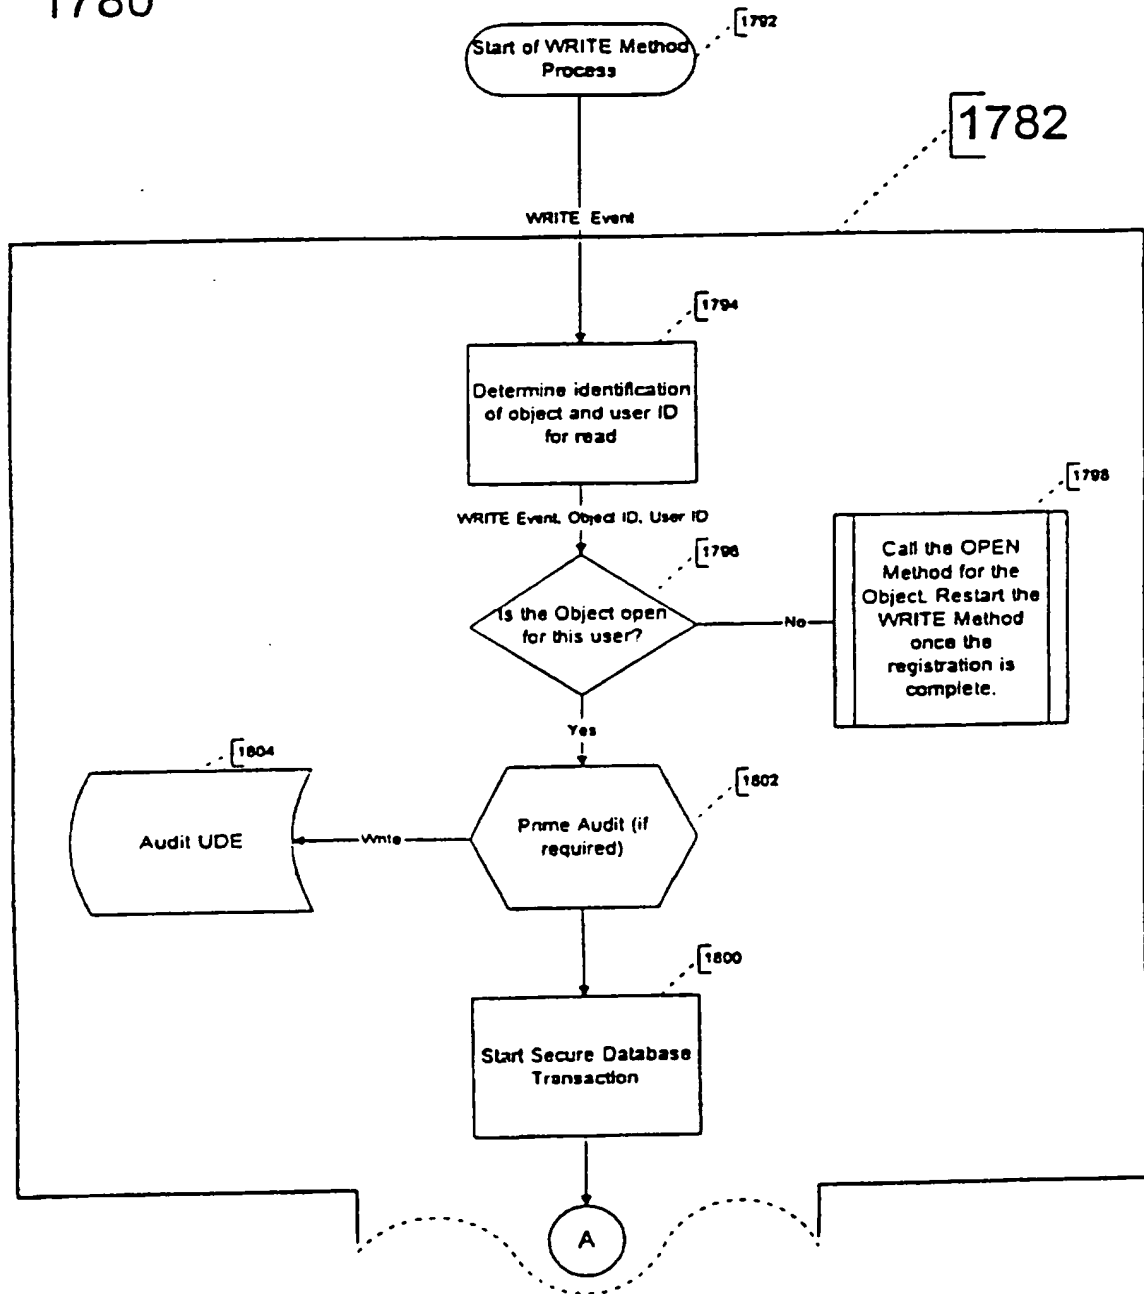 1780
1792
Start of WRITE Method
Process
1782
WRITE Event
1794
Determine identification
of object and user ID
for read
WRITE Event, Object ID, User ID
1796
Is the Object open
for this user?
No
1798
Call the OPEN
Method for the
Object. Restart the
WRITE Method
once the
registration is
complete.
Yes
1804
Audit UDE
Write
1802
Prime Audit (if
required)
1800
Start Secure Database
Transaction
A